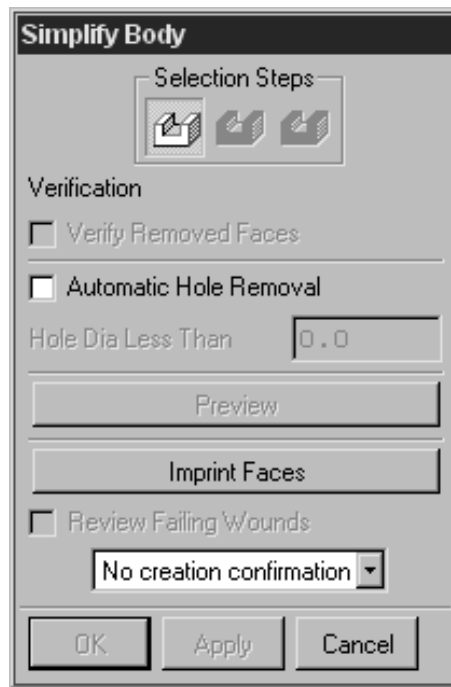 Simplify Body
Selection Steps
Verification
Verify Removed Faces
Automatic Hole Removal
Hole Dia Less Than 0.0
Preview
Imprint Faces
Review Failing Wounds
No creation confirmation
OK Apply Cancel